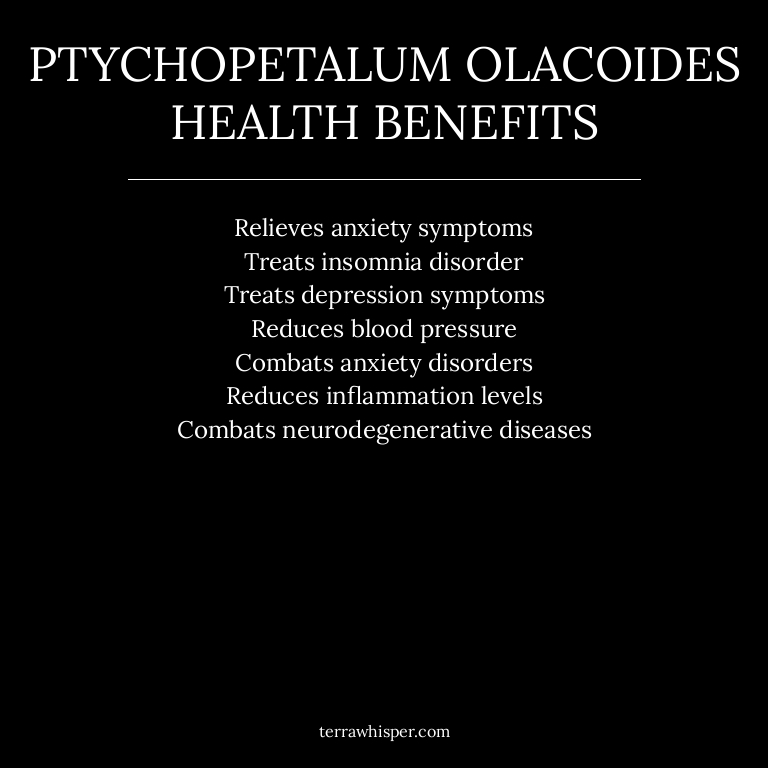 PTYCHOPETALUM OLACOIDES
HEALTH BENEFITS
Relieves anxiety symptoms
Treats insomnia disorder
Treats depression symptoms
Reduces blood pressure
Combats anxiety disorders
Reduces inflammation levels
Combats neurodegenerative diseases
terrawhisper.com